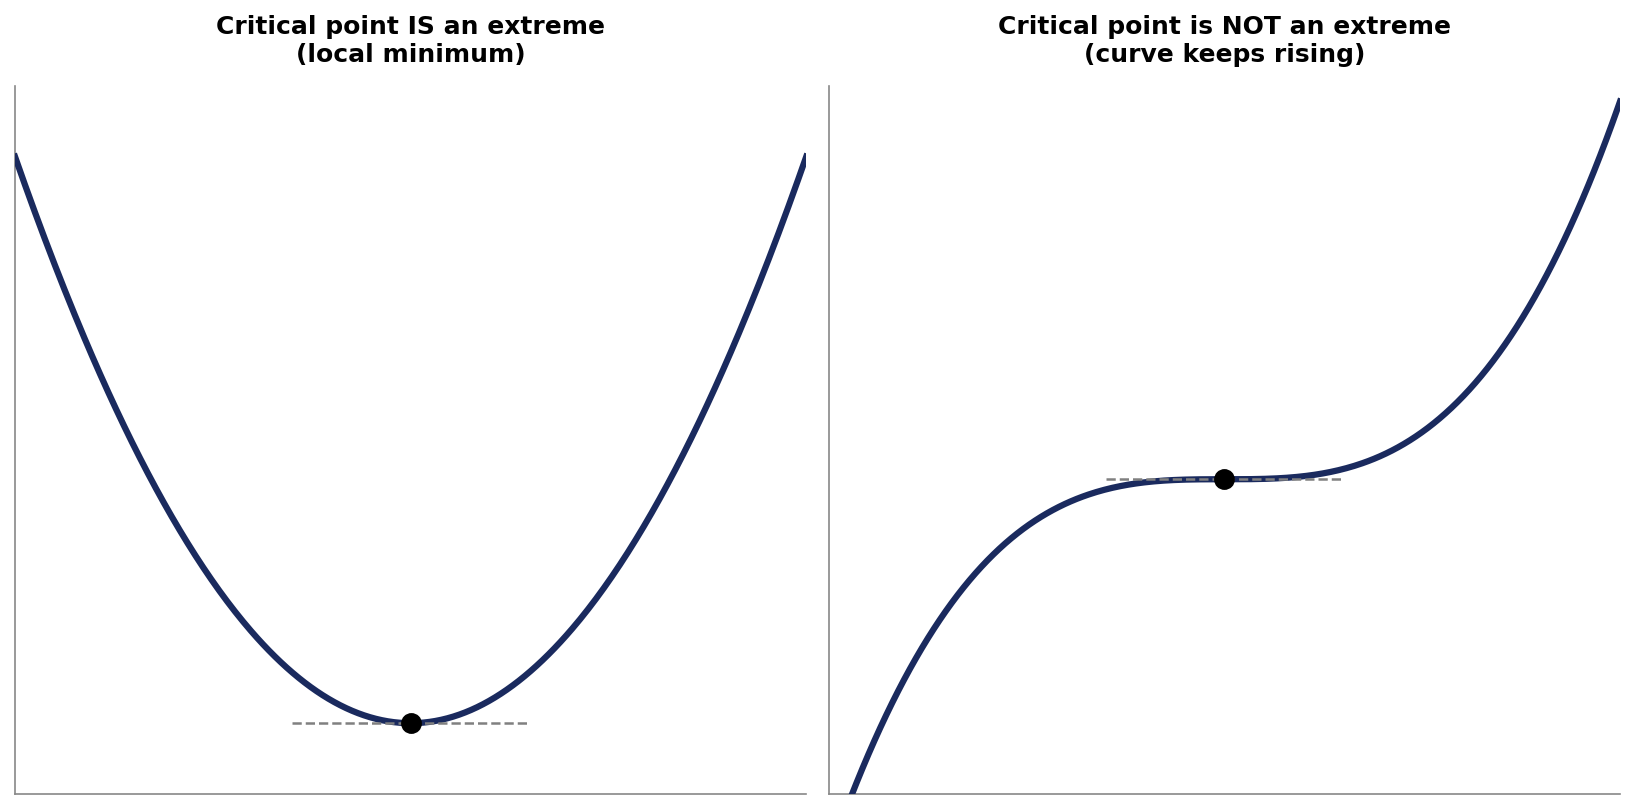 Critical point IS an extreme
(local minimum)
Critical point is NOT an extreme
(curve keeps rising)